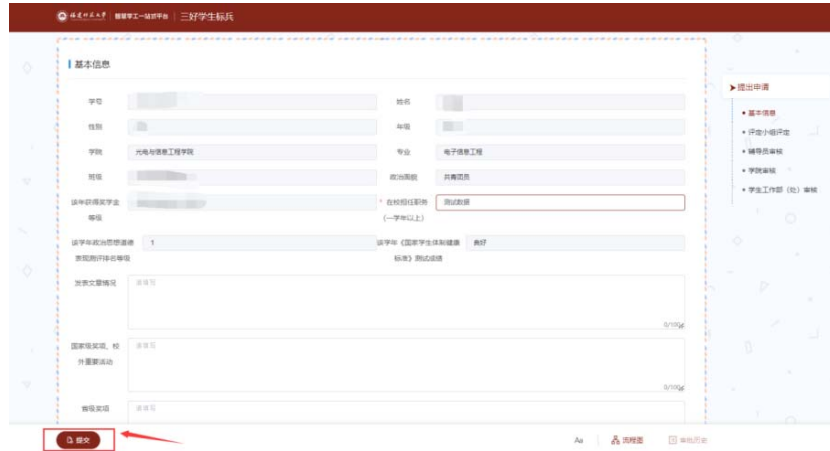 福建师范大学 智慧学工一站式平台 三好学生标兵
基本信息
学号
姓名
性别
年级
学院 光电与信息工程学院
专业 电子信息工程
班级
政治面貌 共青团员
该年获得奖学金等级
* 在校担任职务(一学年以上) 测试数据
该学年政治思想道德表现测评排名等级 1
该学年《国家学生体质健康标准》测试成绩 良好
发表文章情况 请填写
0/100
国家级奖项、校外重要活动 请填写
0/100
省级奖项 请填写
提出申请
基本信息
评定小组评定
辅导员审核
学院审核
学生工作部(处)审核
提交
Aa 流程图 审批历史